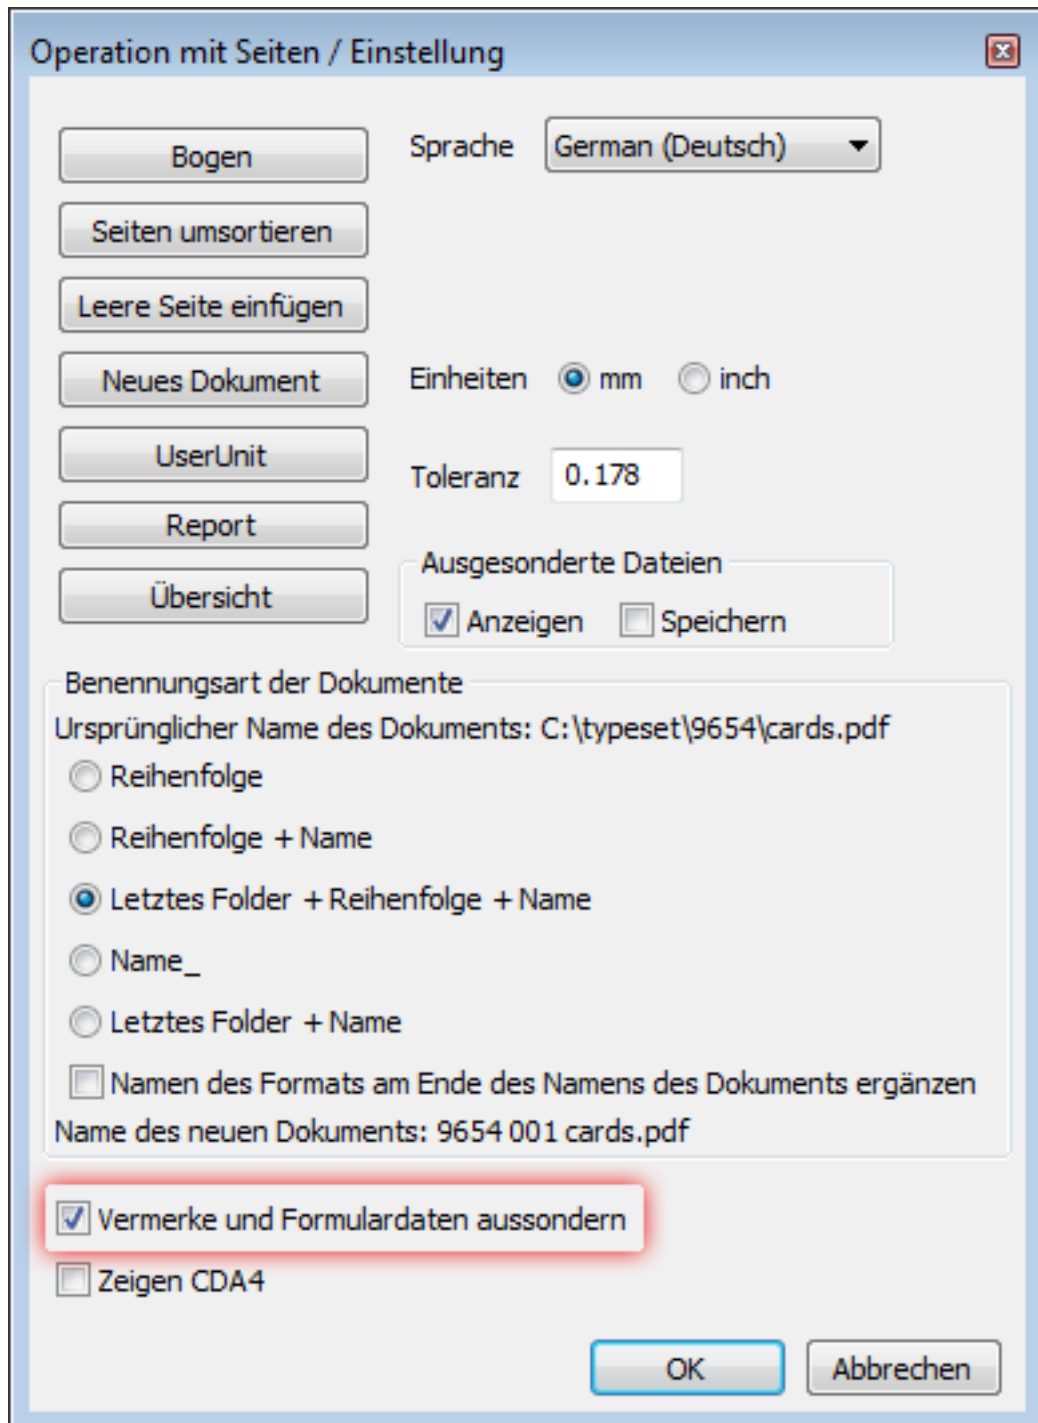 Operation mit Seiten / Einstellung
Bogen
Sprache German (Deutsch)
Seiten umsortieren
Leere Seite einfügen
Neues Dokument
Einheiten mm inch
UserUnit
Toleranz 0.178
Report
Ausgesonderte Dateien
Übersicht
Anzeigen Speichern
Benennungsart der Dokumente
Ursprünglicher Name des Dokuments: C:\typeset\9654\cards.pdf
Reihenfolge
Reihenfolge + Name
Letztes Folder + Reihenfolge + Name
Name_
Letztes Folder + Name
Namen des Formats am Ende des Namens des Dokuments ergänzen
Name des neuen Dokuments: 9654 001 cards.pdf
Vermerke und Formulardaten aussondern
Zeigen CDA4
OK Abbrechen